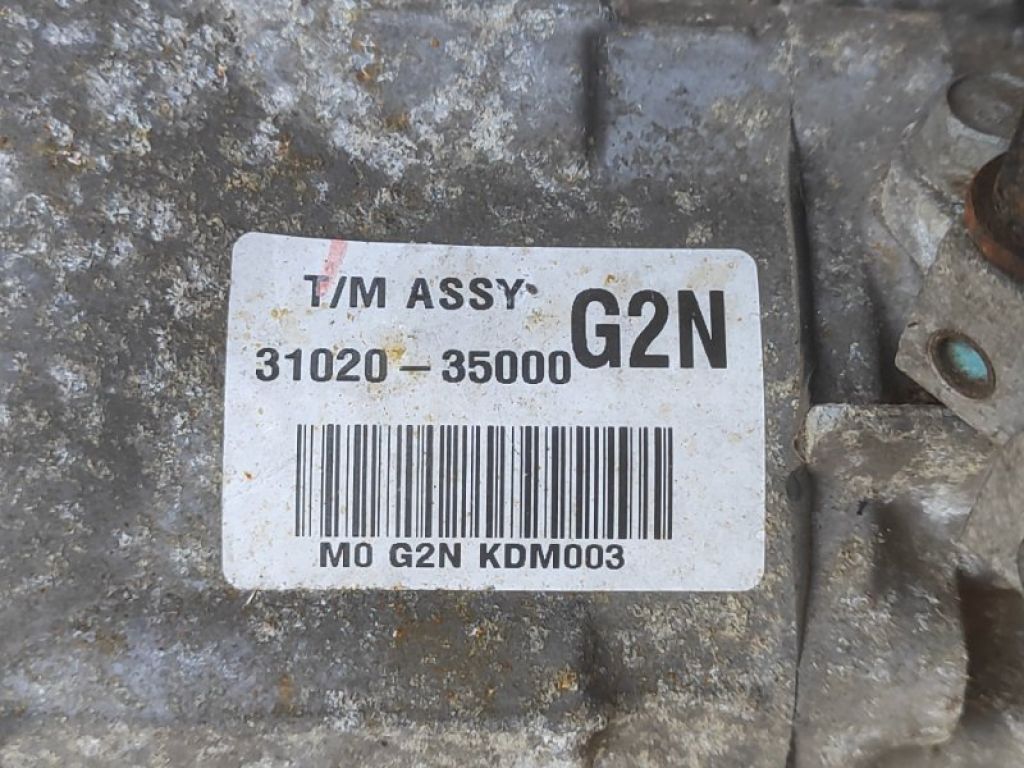 T/M ASSY
G2N
31020-35000
M0 G2N KDM003